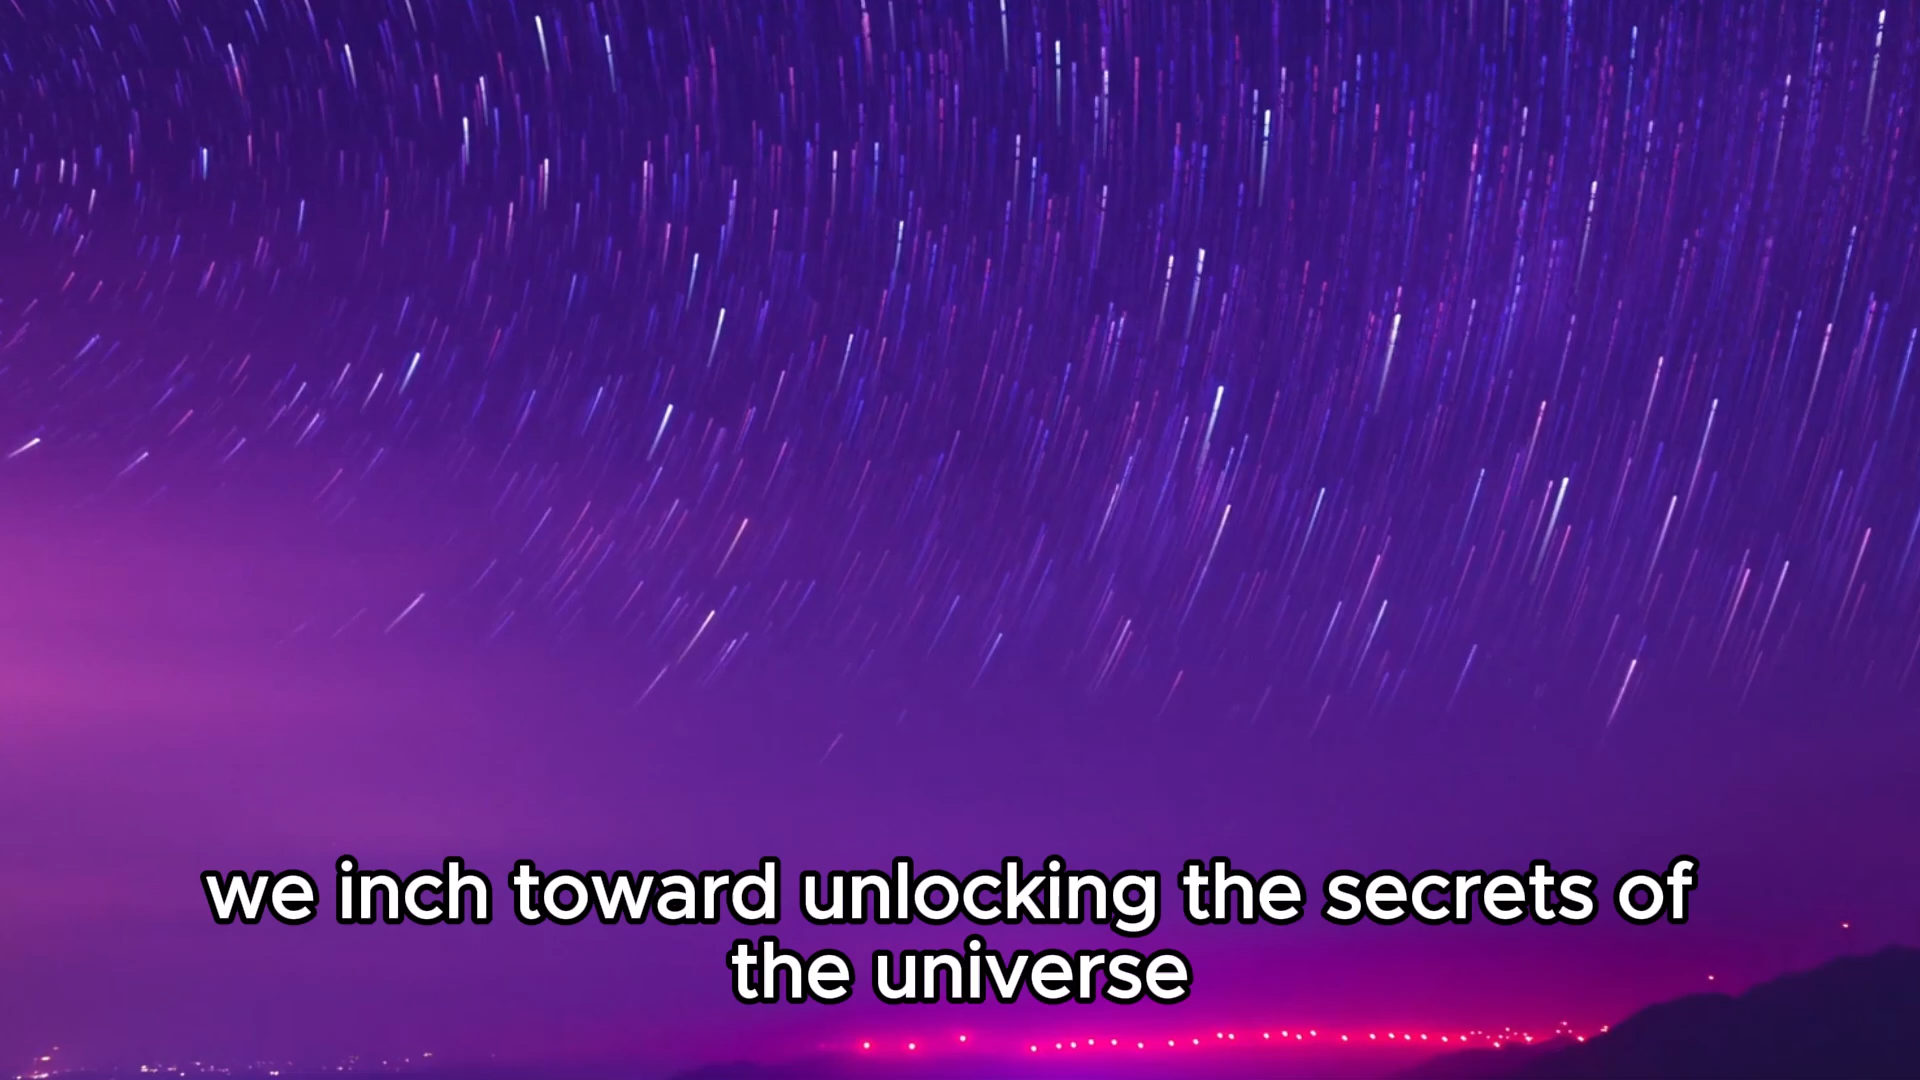 we inch toward unlocking the secrets of
the universe